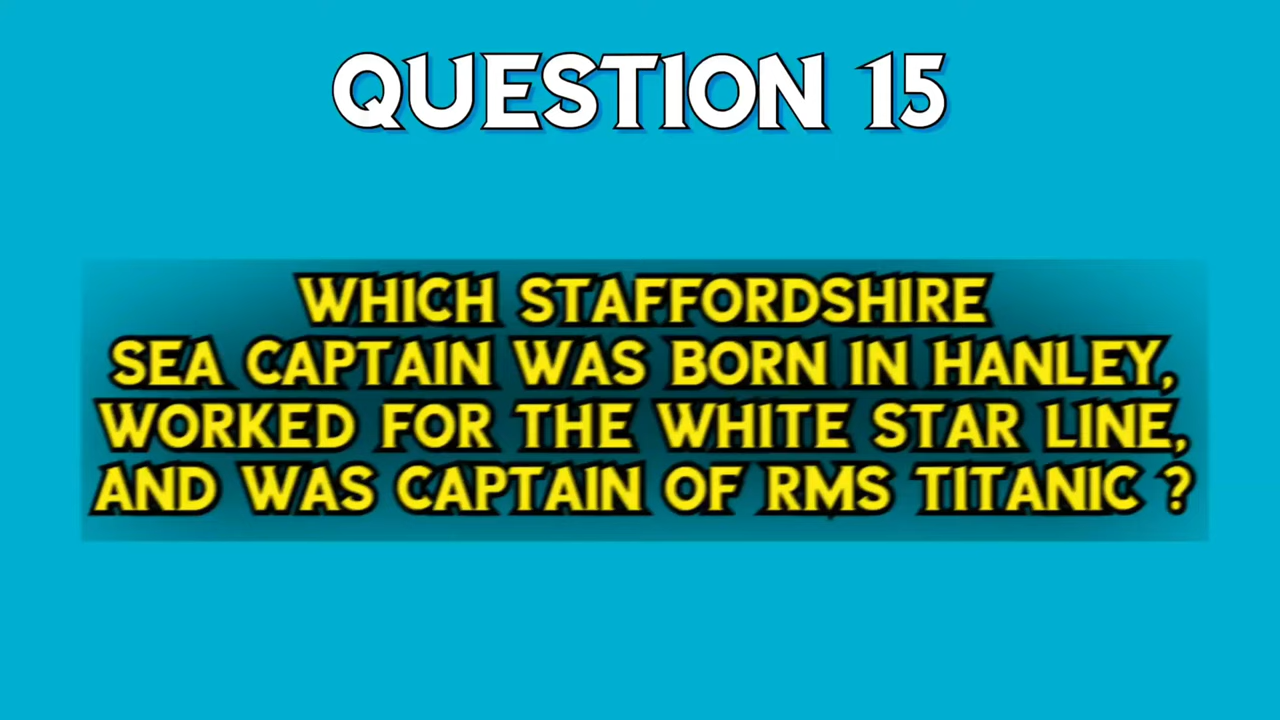 QUESTION 15
WHICH STAFFORDSHIRE
SEA CAPTAIN WAS BORN IN HANLEY,
WORKED FOR THE WHITE STAR LINE,
AND WAS CAPTAIN OF RMS TITANIC ?